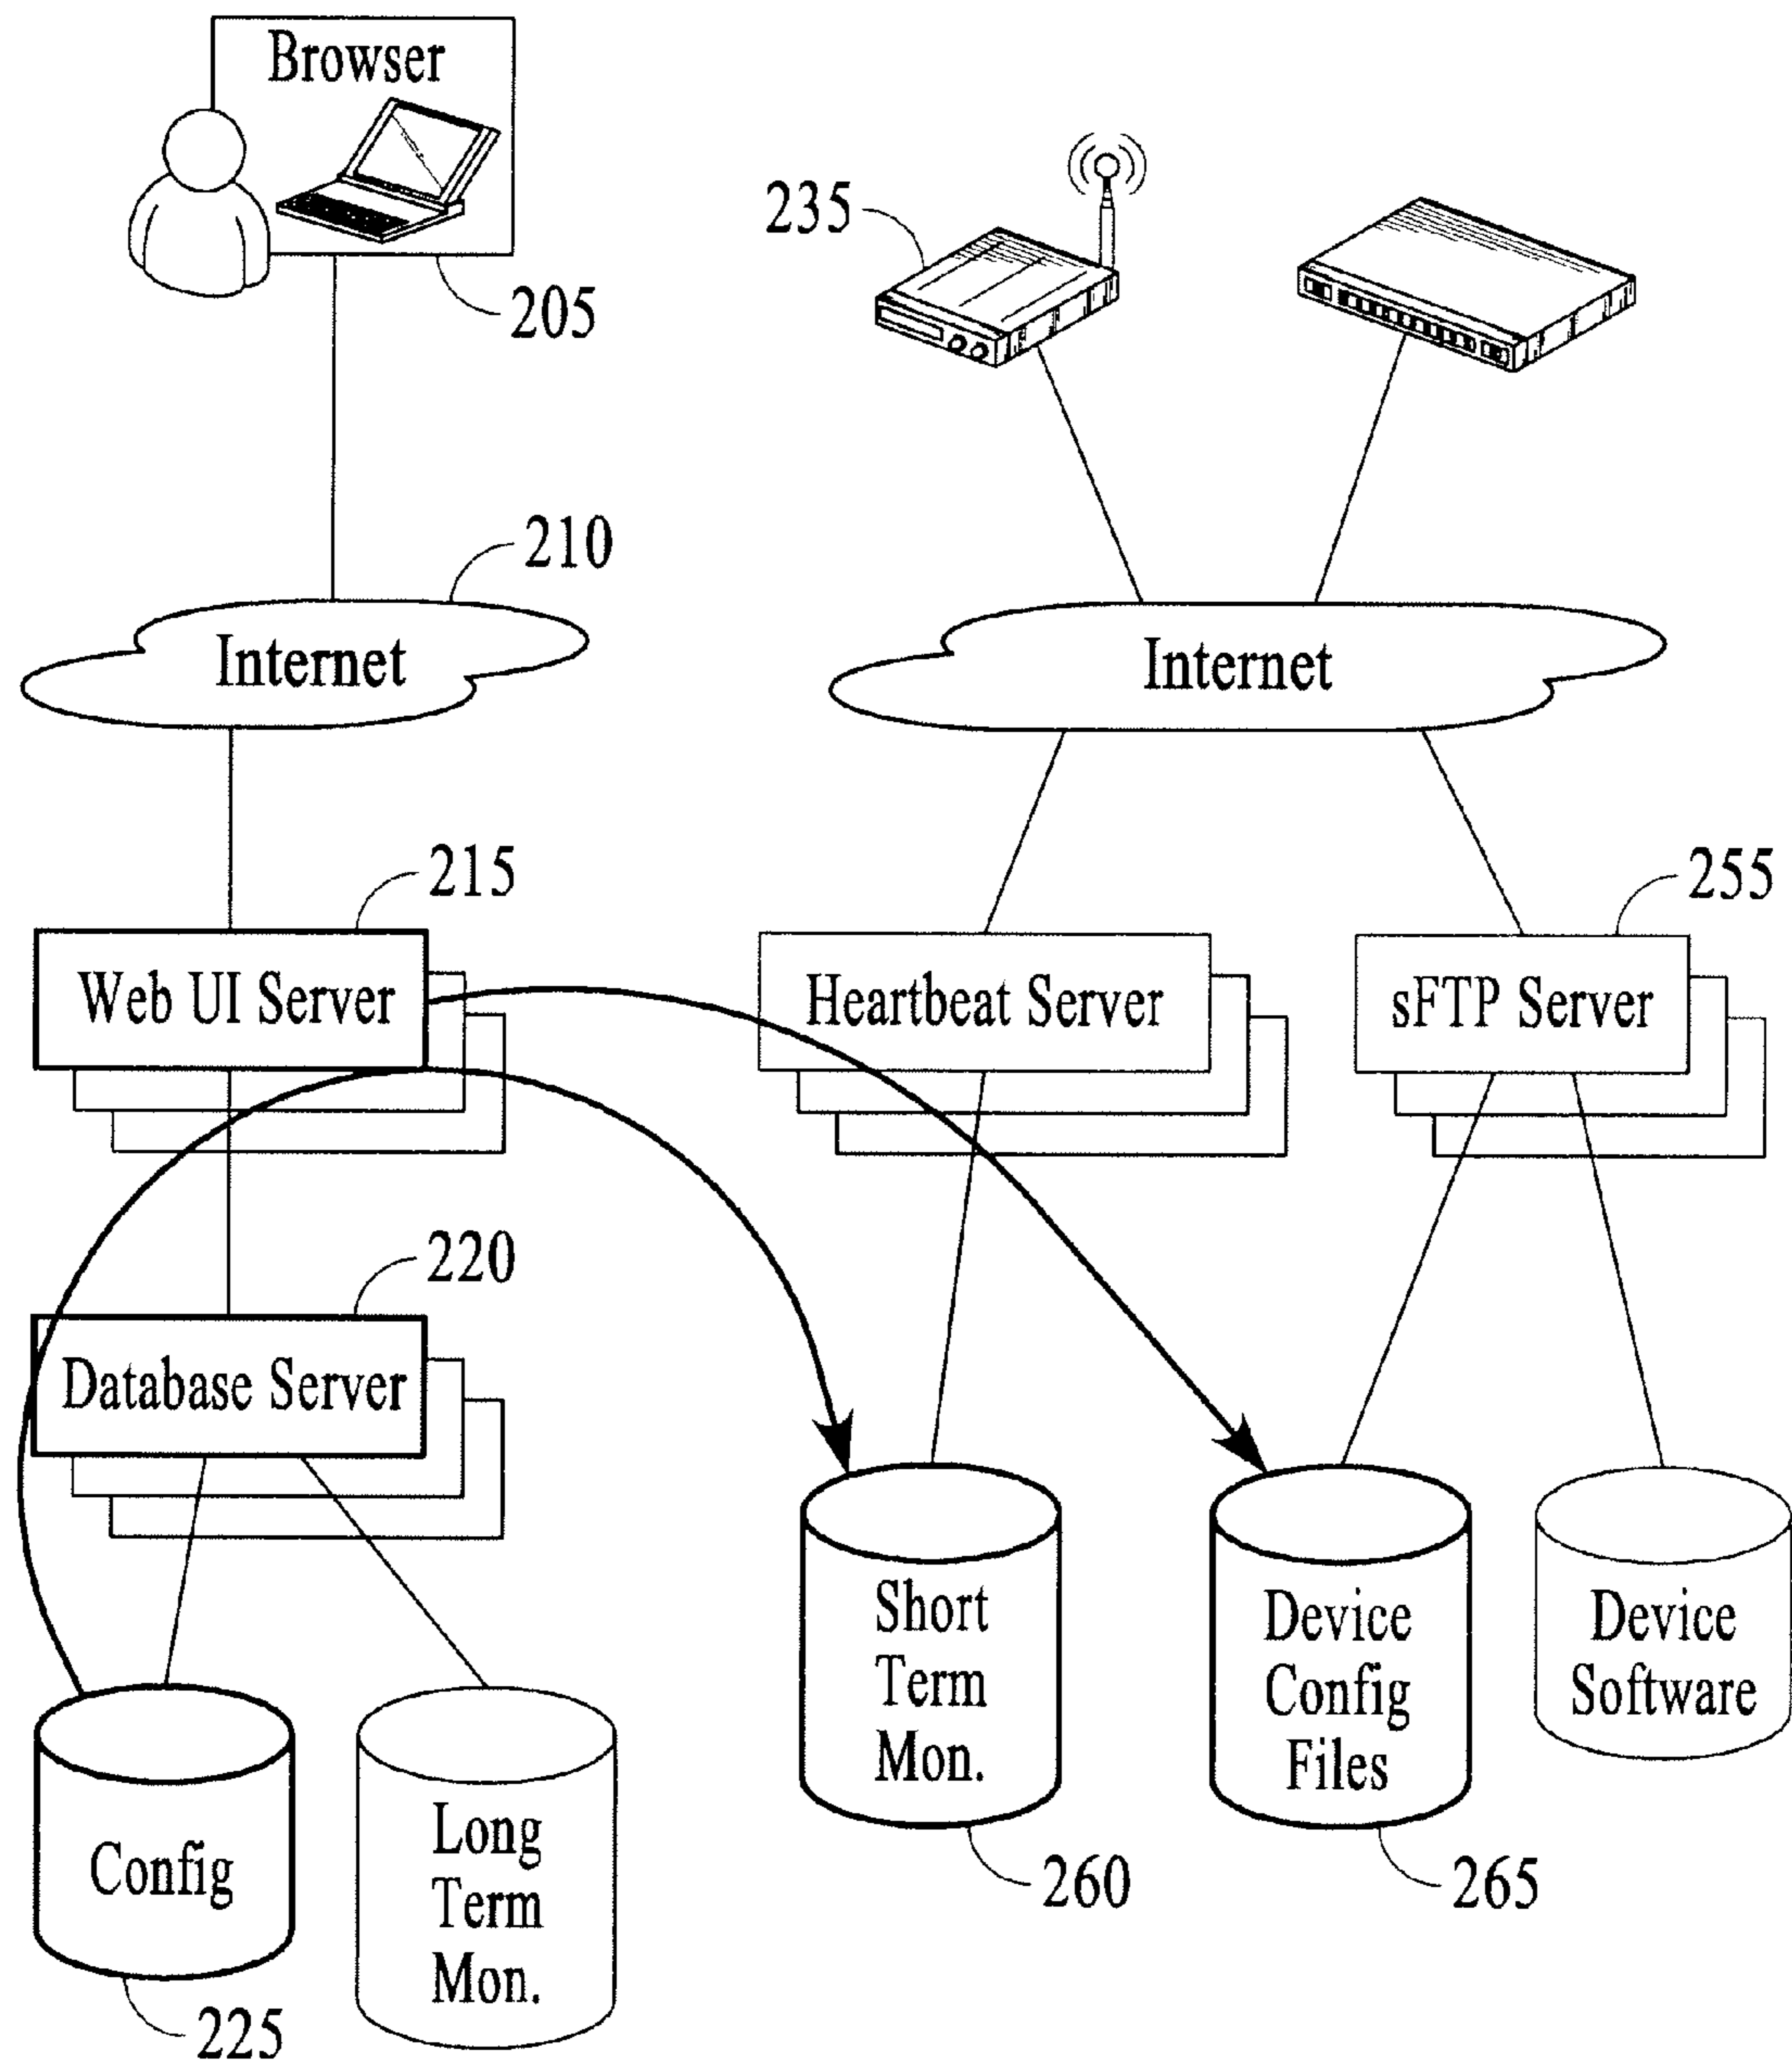 Browser
205
235
210
Internet
Internet
215
255
Web UI Server
Heartbeat Server
sFTP Server
220
Database Server
Short
Term
Mon.
Device
Config
Files
Device
Software
Config
Long
Term
Mon.
260
265
225